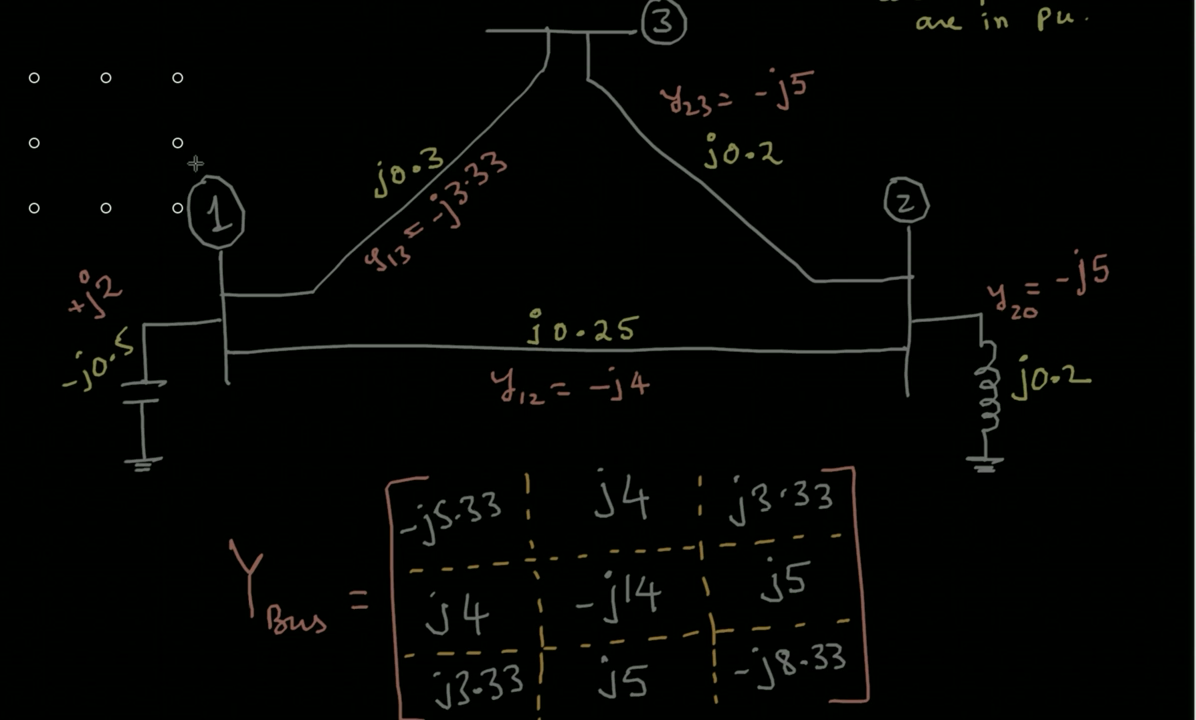 are in pu.
3
y23 = -j5
j0.2
j0.3
y13 = -j3.33
1
2
+j2
-j0.5
y20 = -j5
j0.2
j0.25
y12 = -j4
YBus =
-j5.33 j4 j3.33
j4 -j14 j5
j3.33 j5 -j8.33